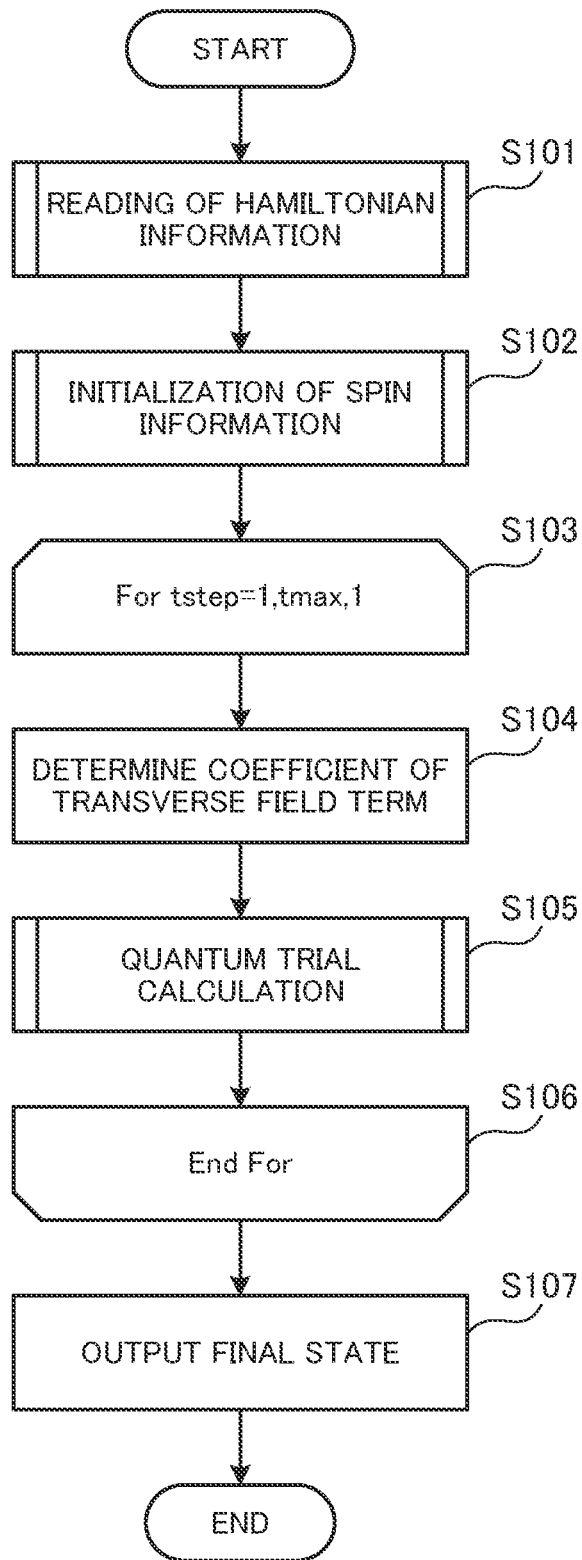 START
S101
READING OF HAMILTONIAN
INFORMATION
S102
INITIALIZATION OF SPIN
INFORMATION
S103
For tstep=1,tmax,1
S104
DETERMINE COEFFICIENT OF
TRANSVERSE FIELD TERM
S105
QUANTUM TRIAL
CALCULATION
S106
End For
S107
OUTPUT FINAL STATE
END